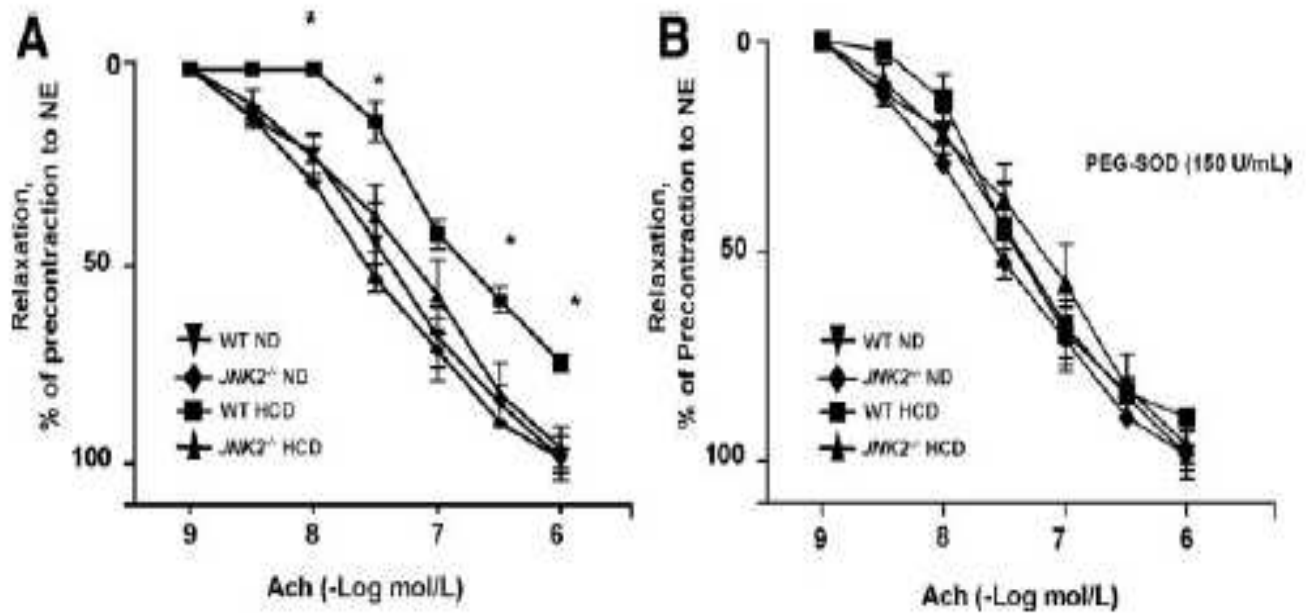 A
*
*
*
*
0
50
100
Relaxation,
% of precontraction to NE
WT ND
JNK2-/- ND
WT HCD
JNK2-/- HCD
9 8 7 6
Ach (-Log mol/L)
B
0
50
100
Relaxation,
% of Precontraction to NE
PEG-SOD (150 U/mL)
WT ND
JNK2-/- ND
WT HCD
JNK2-/- HCD
9 8 7 6
Ach (-Log mol/L)